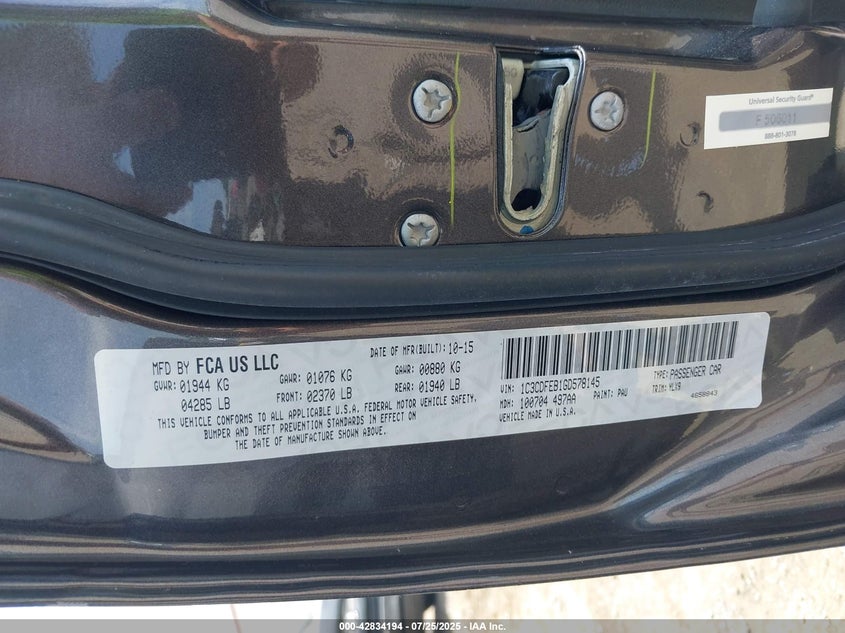 Universal Security Guard®
F 506011
888-801-3078
MFD BY FCA US LLC
DATE OF MFR(BUILT): 10-15
GVWR: 01944 KG
GAWR: 01076 KG
GAWR: 00880 KG
04285 LB
FRONT: 02370 LB
REAR: 01940 LB
THIS VEHICLE CONFORMS TO ALL APPLICABLE U.S.A. FEDERAL MOTOR VEHICLE SAFETY,
BUMPER AND THEFT PREVENTION STANDARDS IN EFFECT ON
THE DATE OF MANUFACTURE SHOWN ABOVE.
VIN: 1C3CDFEB1GD578145
TYPE: PASSENGER CAR
MDH: 100704 497AA
PAINT: PAU
TRIM: VLX9
VEHICLE MADE IN U.S.A.
4658843
000-42834194 - 07/25/2025 - IAA Inc.